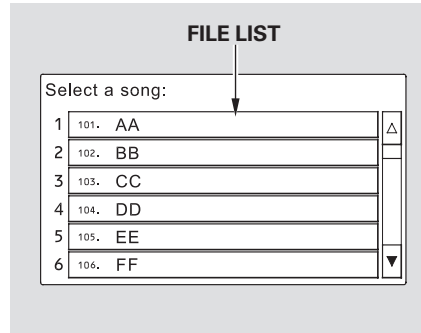 FILE LIST
Select a song:
1 101. AA
2 102. BB
3 103. CC
4 104. DD
5 105. EE
6 106. FF